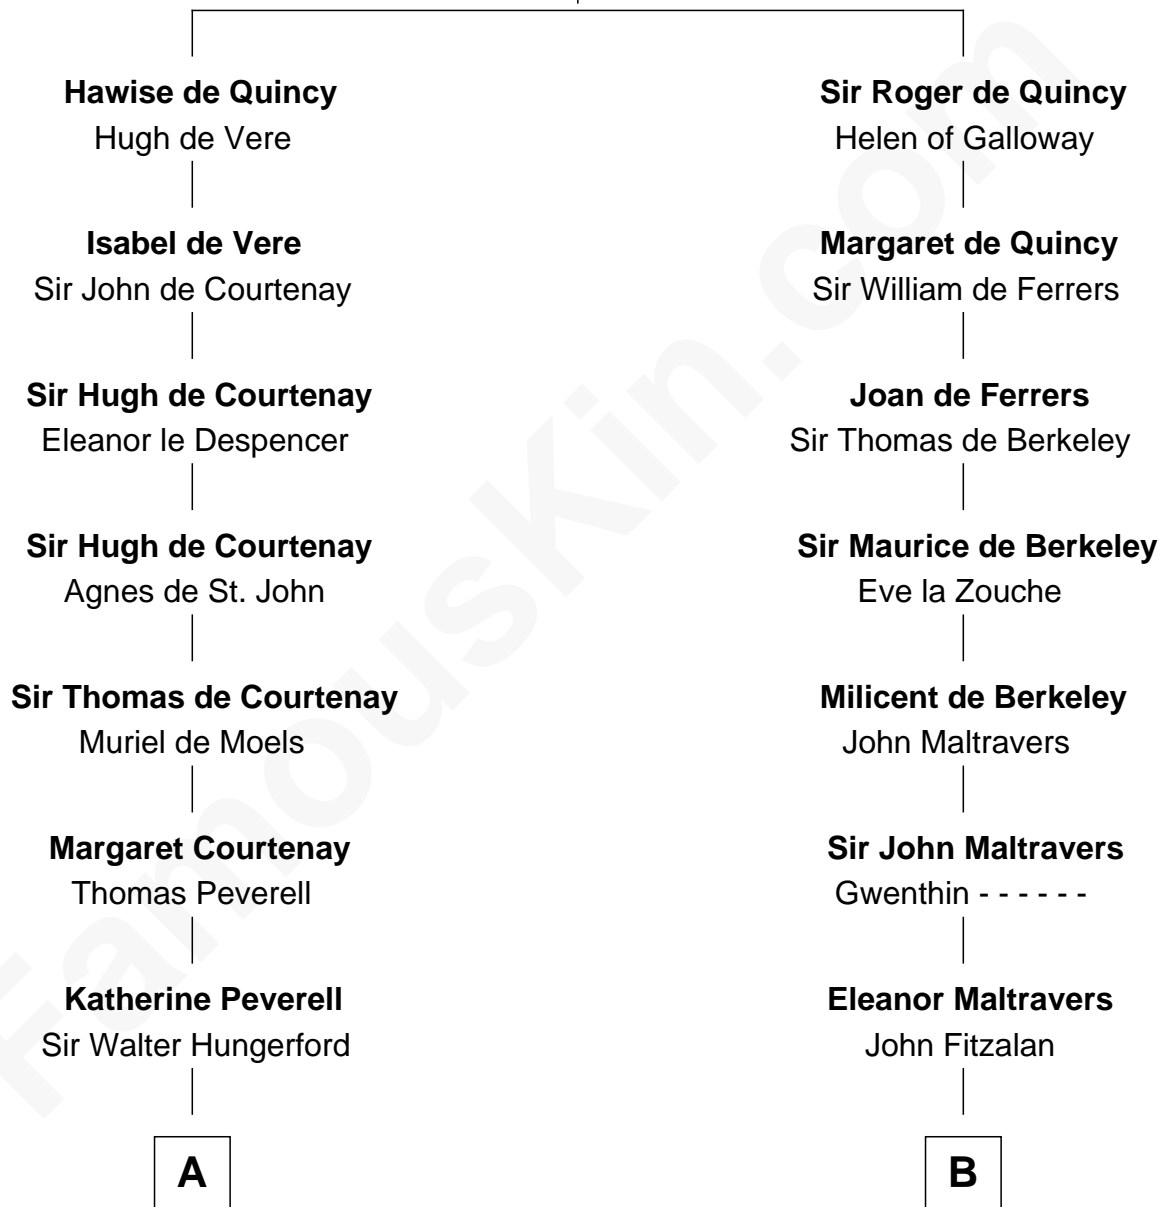 Hawise de Quincy
Hugh de Vere
Isabel de Vere
Sir John de Courtenay
Sir Hugh de Courtenay
Eleanor le Despencer
Sir Hugh de Courtenay
Agnes de St. John
Sir Thomas de Courtenay
Muriel de Moels
Margaret Courtenay
Thomas Peverell
Katherine Peverell
Sir Walter Hungerford
A
Sir Roger de Quincy
Helen of Galloway
Margaret de Quincy
Sir William de Ferrers
Joan de Ferrers
Sir Thomas de Berkeley
Sir Maurice de Berkeley
Eve la Zouche
Milicent de Berkeley
John Maltravers
Sir John Maltravers
Gwenthin - - - - - -
Eleanor Maltravers
John Fitzalan
B
FamousKin.com